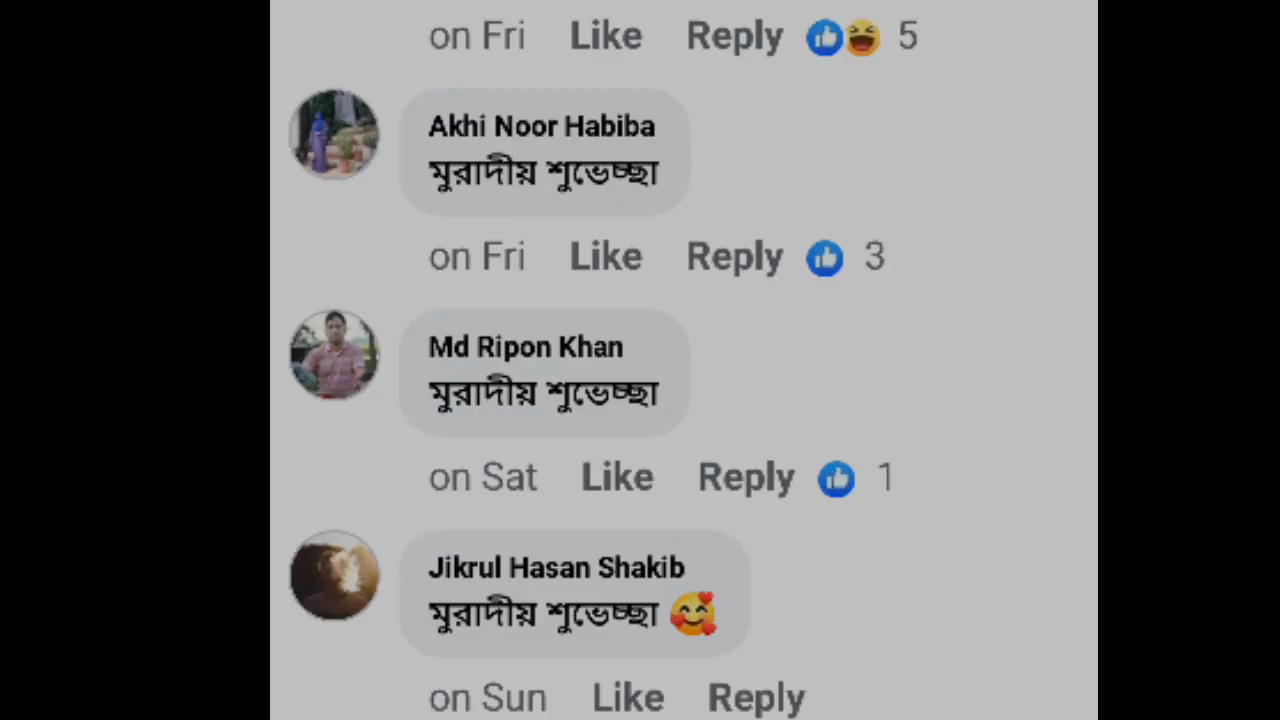 on Fri Like Reply 5
Akhi Noor Habiba
মুরাদীয় শুভেচ্ছা
on Fri Like Reply 3
Md Ripon Khan
মুরাদীয় শুভেচ্ছা
on Sat Like Reply 1
Jikrul Hasan Shakib
মুরাদীয় শুভেচ্ছা 🥰
on Sun Like Reply